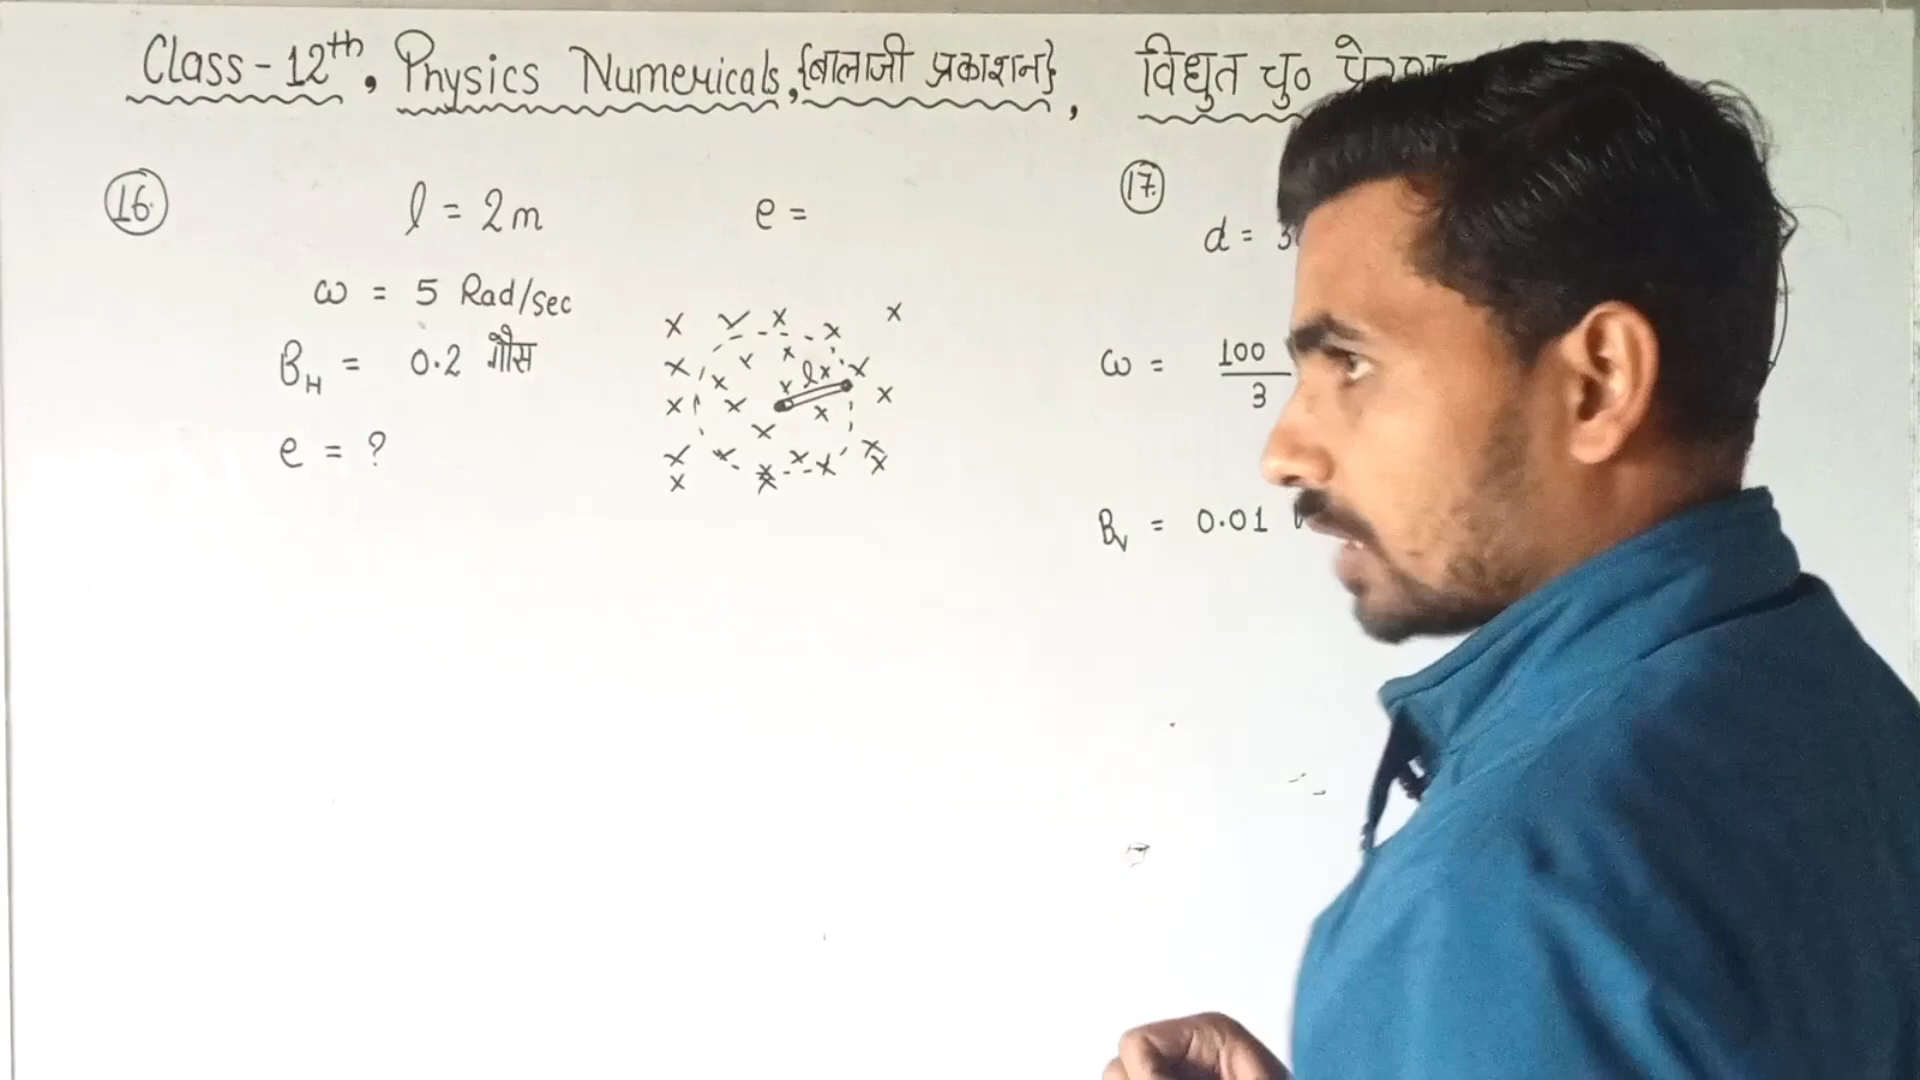 Class - 12th, Physics Numericals, {बालाजी प्रकाशन}, विद्युत चु०
16.
l = 2m
e =
ω = 5 Rad/sec
B_H = 0.2 गौस
e = ?
l
17.
d = 3
ω = 100/3
B_V = 0.01